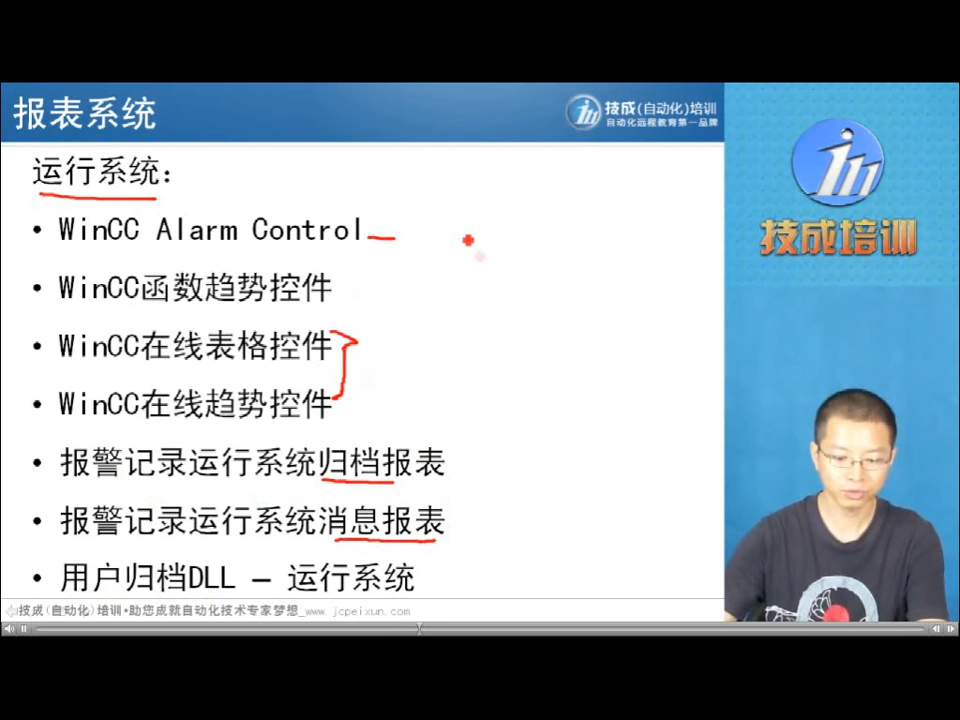 报表系统
技成(自动化)培训
自动化远程教育第一品牌
技成培训
运行系统：
• WinCC Alarm Control
• WinCC函数趋势控件
• WinCC在线表格控件
• WinCC在线趋势控件
• 报警记录运行系统归档报表
• 报警记录运行系统消息报表
• 用户归档DLL – 运行系统
技成(自动化)培训•助您成就自动化技术专家梦想_www.jcpeixun.com